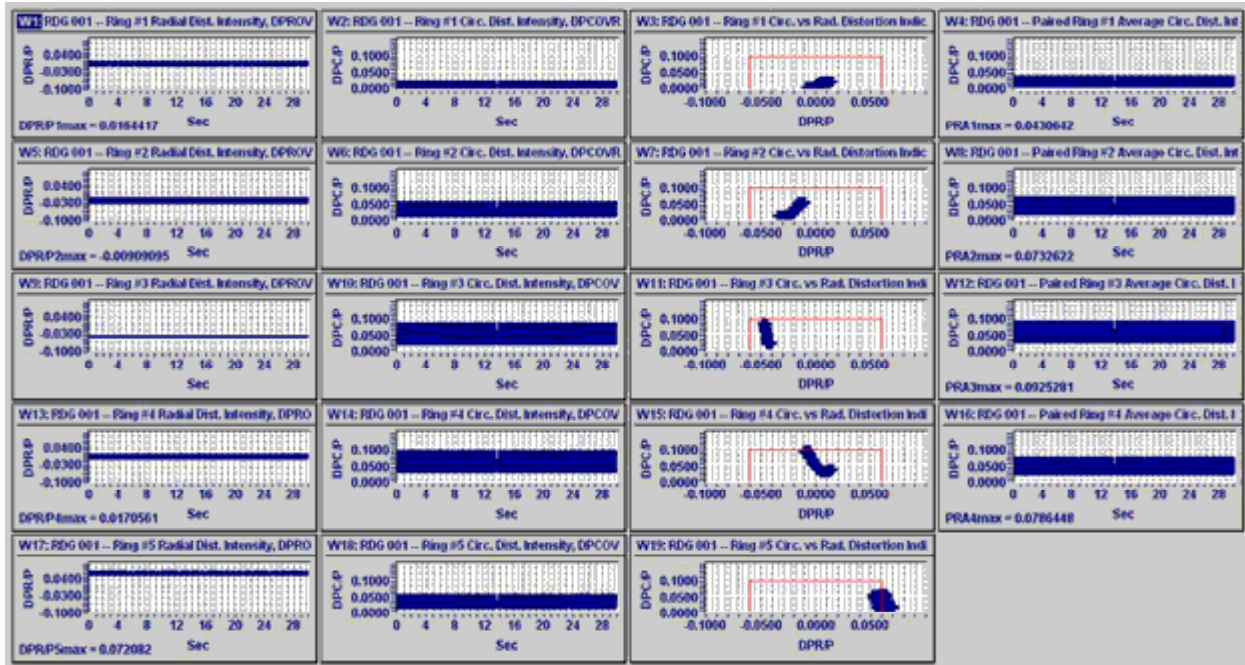 W1: RDG 001 -- Ring #1 Radial Dist. Intensity, DPROV
DPR/P
0.0400
-0.0300
-0.1000
0 4 8 12 16 20 24 28
Sec
DPR/P1max = 0.0164417
W2: RDG 001 -- Ring #1 Circ. Dist. Intensity, DPCOVR
DPC/P
0.1000
0.0500
0.0000
0 4 8 12 16 20 24 28
Sec
W3: RDG 001 -- Ring #1 Circ. vs Rad. Distortion Indic
DPC/P
0.1000
0.0500
0.0000
-0.1000 -0.0500 0.0000 0.0500
DPR/P
W4: RDG 001 -- Paired Ring #1 Average Circ. Dist. Int
DPC/P
0.1000
0.0500
0.0000
0 4 8 12 16 20 24 28
Sec
PRA1max = 0.0430642
W5: RDG 001 -- Ring #2 Radial Dist. Intensity, DPROV
DPR/P
0.0400
-0.0300
-0.1000
0 4 8 12 16 20 24 28
Sec
DPR/P2max = -0.00909095
W6: RDG 001 -- Ring #2 Circ. Dist. Intensity, DPCOVR
DPC/P
0.1000
0.0500
0.0000
0 4 8 12 16 20 24 28
Sec
W7: RDG 001 -- Ring #2 Circ. vs Rad. Distortion Indic
DPC/P
0.1000
0.0500
0.0000
-0.1000 -0.0500 0.0000 0.0500
DPR/P
W8: RDG 001 -- Paired Ring #2 Average Circ. Dist. Int
DPC/P
0.1000
0.0500
0.0000
0 4 8 12 16 20 24 28
Sec
PRA2max = 0.0732622
W9: RDG 001 -- Ring #3 Radial Dist. Intensity, DPROV
DPR/P
0.0400
-0.0300
-0.1000
0 4 8 12 16 20 24 28
Sec
W10: RDG 001 -- Ring #3 Circ. Dist. Intensity, DPCOV
DPC/P
0.1000
0.0500
0.0000
0 4 8 12 16 20 24 28
Sec
W11: RDG 001 -- Ring #3 Circ. vs Rad. Distortion Indi
DPC/P
0.1000
0.0500
0.0000
-0.1000 -0.0500 0.0000 0.0500
DPR/P
W12: RDG 001 -- Paired Ring #3 Average Circ. Dist. I
DPC/P
0.1000
0.0500
0.0000
0 4 8 12 16 20 24 28
Sec
PRA3max = 0.0925281
W13: RDG 001 -- Ring #4 Radial Dist. Intensity, DPRO
DPR/P
0.0400
-0.0300
-0.1000
0 4 8 12 16 20 24 28
Sec
DPR/P4max = 0.0170561
W14: RDG 001 -- Ring #4 Circ. Dist. Intensity, DPCOV
DPC/P
0.1000
0.0500
0.0000
0 4 8 12 16 20 24 28
Sec
W15: RDG 001 -- Ring #4 Circ. vs Rad. Distortion Indi
DPC/P
0.1000
0.0500
0.0000
-0.1000 -0.0500 0.0000 0.0500
DPR/P
W16: RDG 001 -- Paired Ring #4 Average Circ. Dist. I
DPC/P
0.1000
0.0500
0.0000
0 4 8 12 16 20 24 28
Sec
PRA4max = 0.0786448
W17: RDG 001 -- Ring #5 Radial Dist. Intensity, DPRO
DPR/P
0.0400
-0.0300
-0.1000
0 4 8 12 16 20 24 28
Sec
DPR/P5max = 0.072082
W18: RDG 001 -- Ring #5 Circ. Dist. Intensity, DPCOV
DPC/P
0.1000
0.0500
0.0000
0 4 8 12 16 20 24 28
Sec
W19: RDG 001 -- Ring #5 Circ. vs Rad. Distortion Indi
DPC/P
0.1000
0.0500
0.0000
-0.1000 -0.0500 0.0000 0.0500
DPR/P